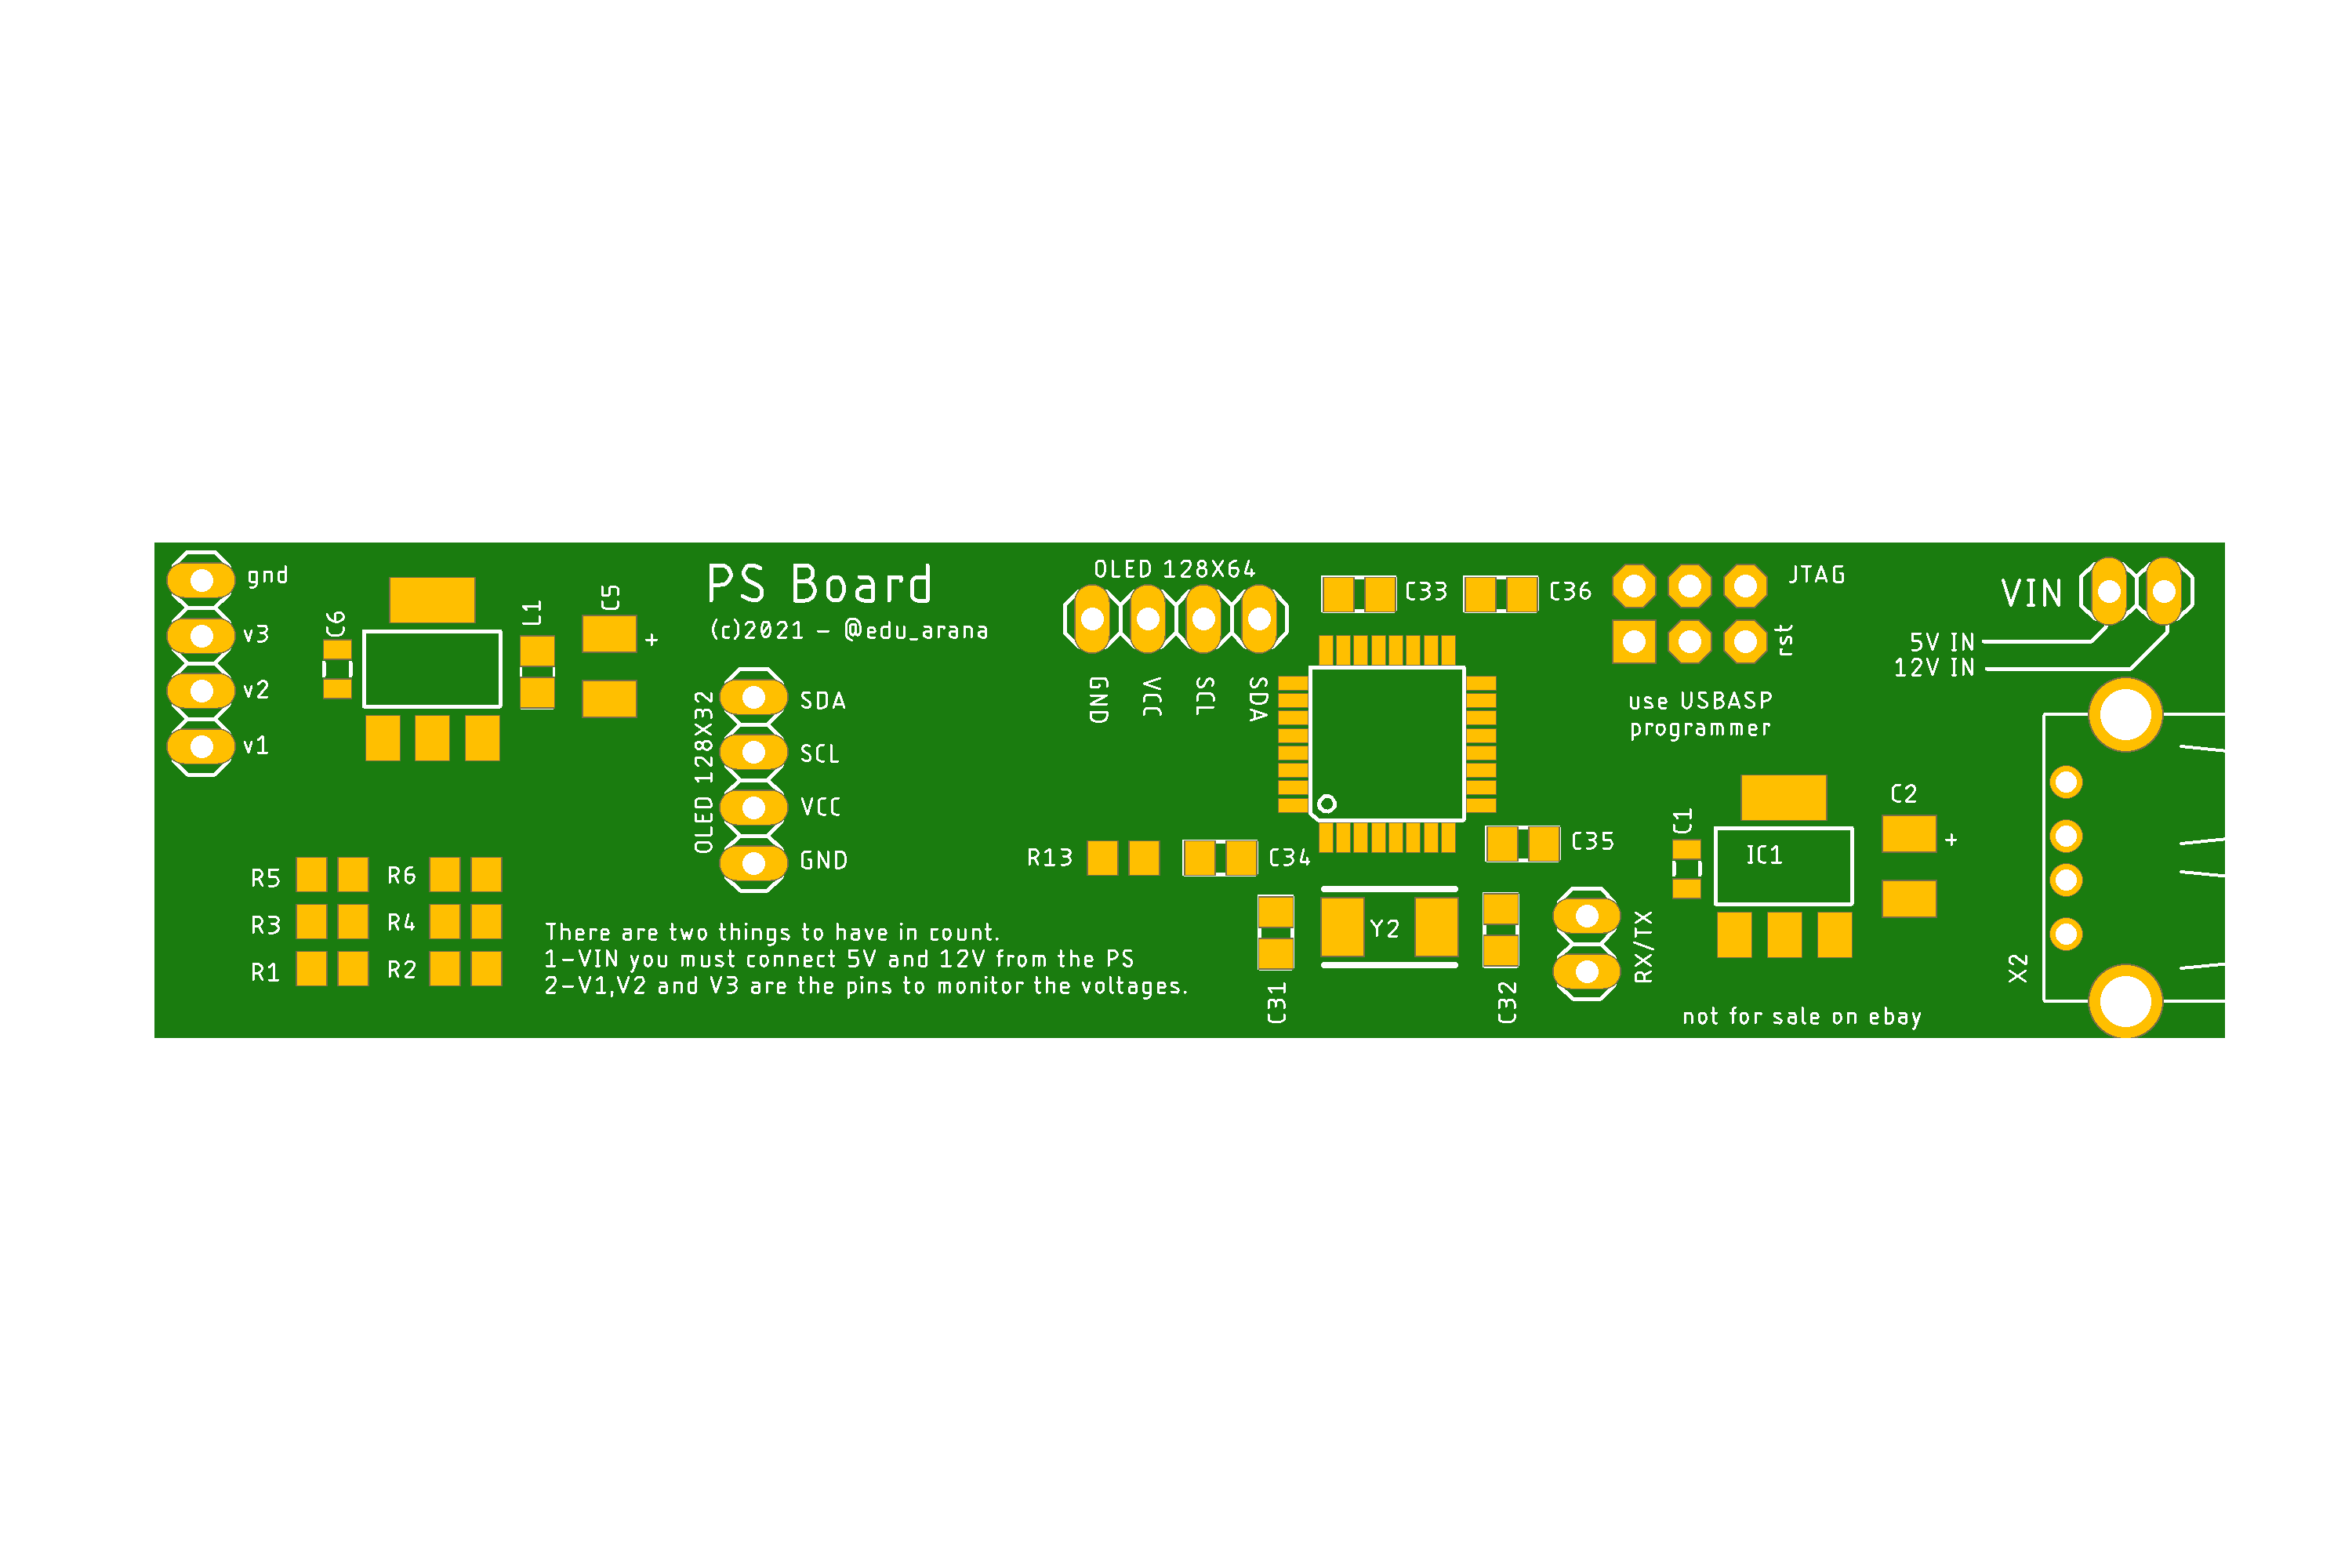 gnd
v3
v2
v1
C6
L1
C5
+
PS Board
(c)2021 - @edu_arana
OLED 128X32
SDA
SCL
VCC
GND
OLED 128X64
GND
VCC
SCL
SDA
C33
C36
JTAG
rst
use USBASP
programmer
VIN
5V IN
12V IN
R5
R6
R3
R4
R1
R2
There are two things to have in count.
1-VIN you must connect 5V and 12V from the PS
2-V1,V2 and V3 are the pins to monitor the voltages.
R13
C34
C35
C31
Y2
C32
RX/TX
C1
IC1
C2
+
X2
not for sale on ebay